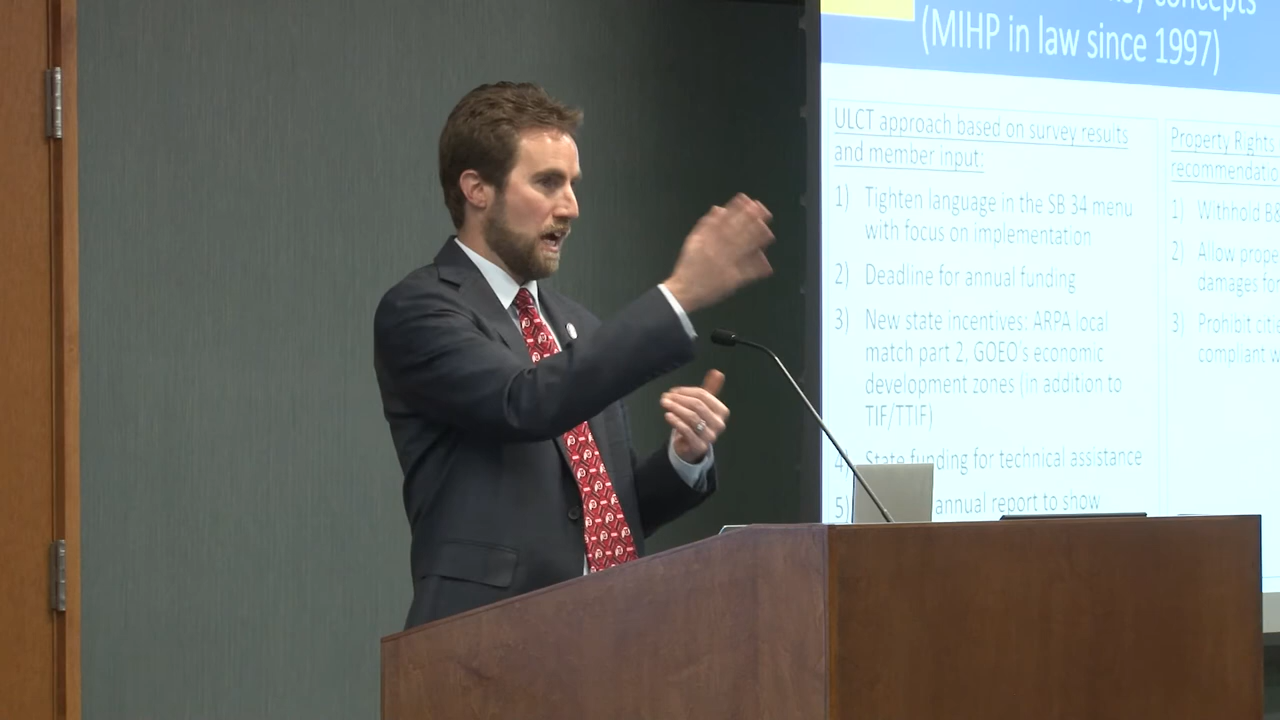 concepts
(MIHP in law since 1997)
ULCT approach based on survey results
and member input:
1) Tighten language in the SB 34 menu
with focus on implementation
2) Deadline for annual funding
3) New state incentives: ARPA local
match part 2, GOEO's economic
development zones (in addition to
TIF/TTIF)
4) State funding for technical assistance
5) annual report to show
Property Rights
1) Withhold
2) Allow
damages for
3) Prohibit
compliant